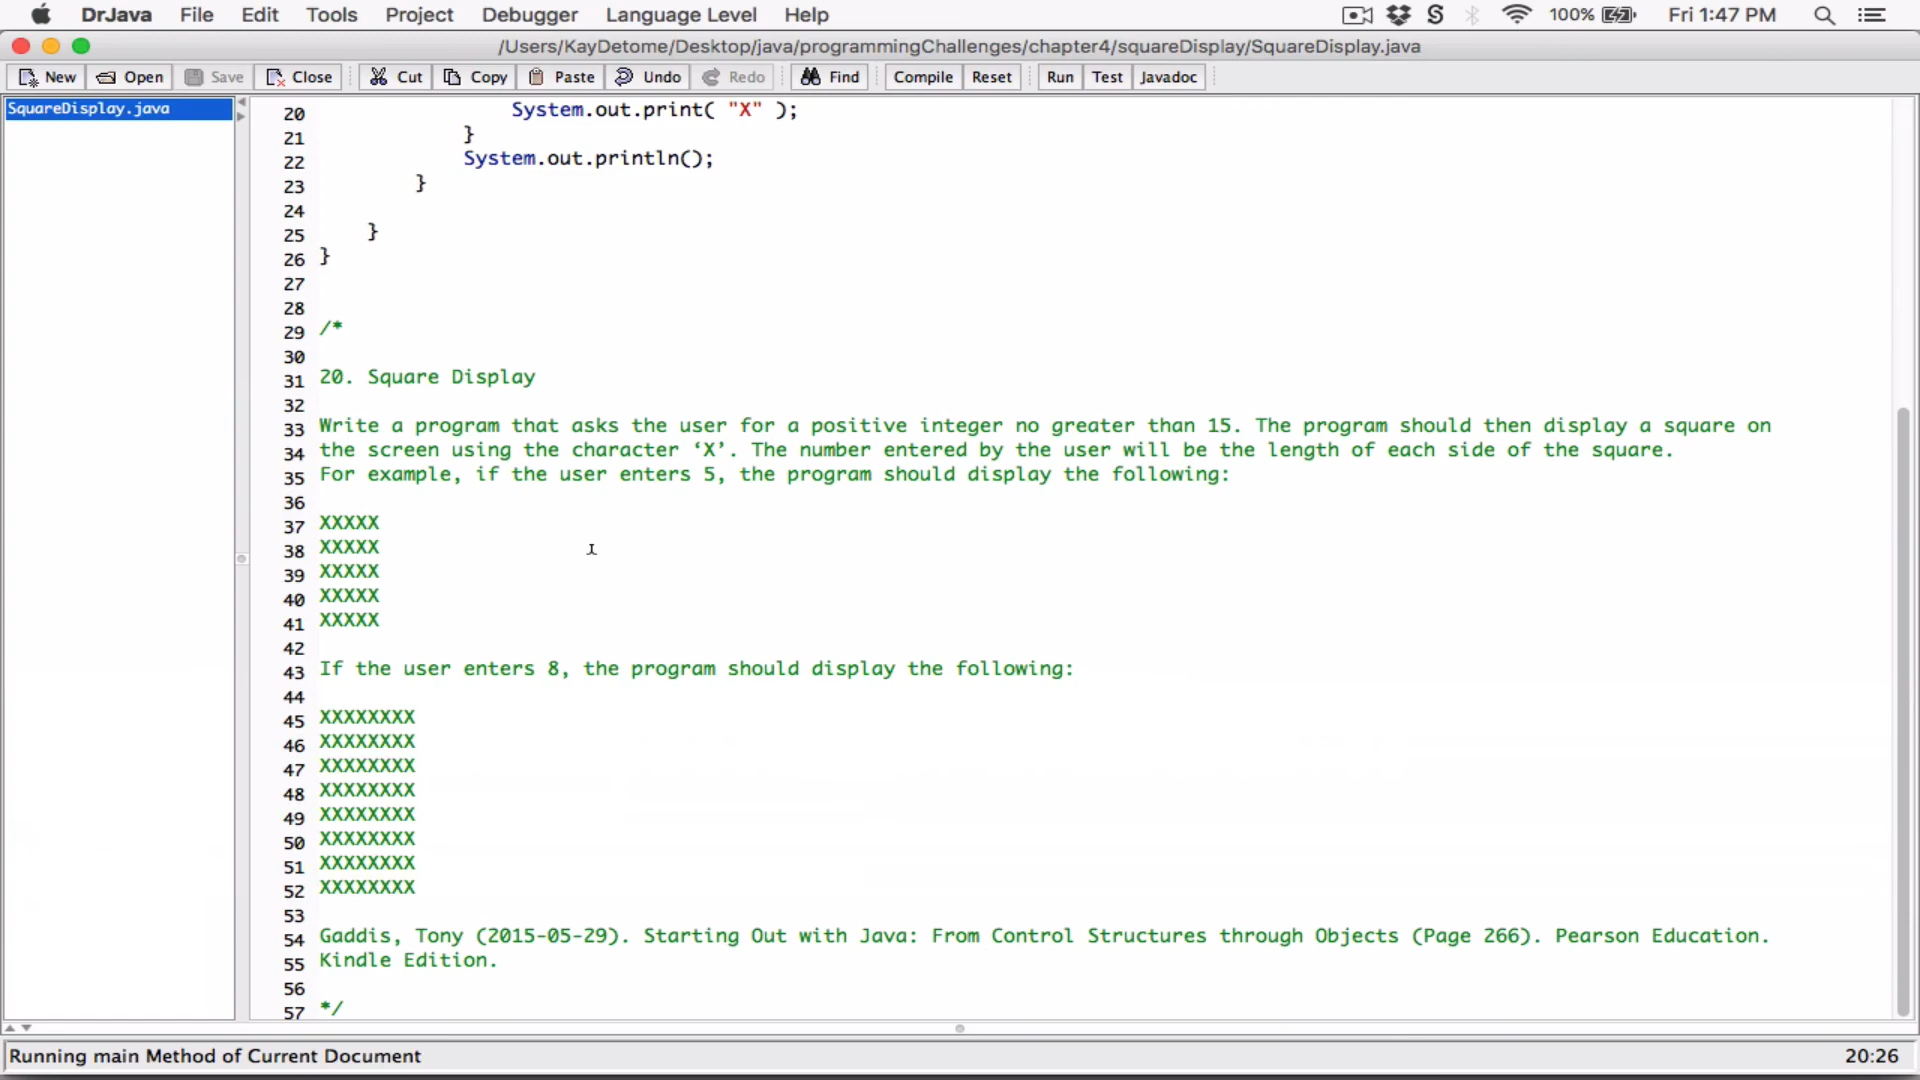 DrJava File Edit Tools Project Debugger Language Level Help 100% Fri 1:47 PM
/Users/KayDetome/Desktop/java/programmingChallenges/chapter4/squareDisplay/SquareDisplay.java
New Open Save Close Cut Copy Paste Undo Redo Find Compile Reset Run Test Javadoc
SquareDisplay.java
20 System.out.print( "X" );
21 }
22 System.out.println();
23 }
24
25 }
26 }
27
28
29 /*
30
31 20. Square Display
32
33 Write a program that asks the user for a positive integer no greater than 15. The program should then display a square on
34 the screen using the character ‘X’. The number entered by the user will be the length of each side of the square.
35 For example, if the user enters 5, the program should display the following:
36
37 XXXXX
38 XXXXX
39 XXXXX
40 XXXXX
41 XXXXX
42
43 If the user enters 8, the program should display the following:
44
45 XXXXXXXX
46 XXXXXXXX
47 XXXXXXXX
48 XXXXXXXX
49 XXXXXXXX
50 XXXXXXXX
51 XXXXXXXX
52 XXXXXXXX
53
54 Gaddis, Tony (2015-05-29). Starting Out with Java: From Control Structures through Objects (Page 266). Pearson Education.
55 Kindle Edition.
56
57 */
Running main Method of Current Document 20:26